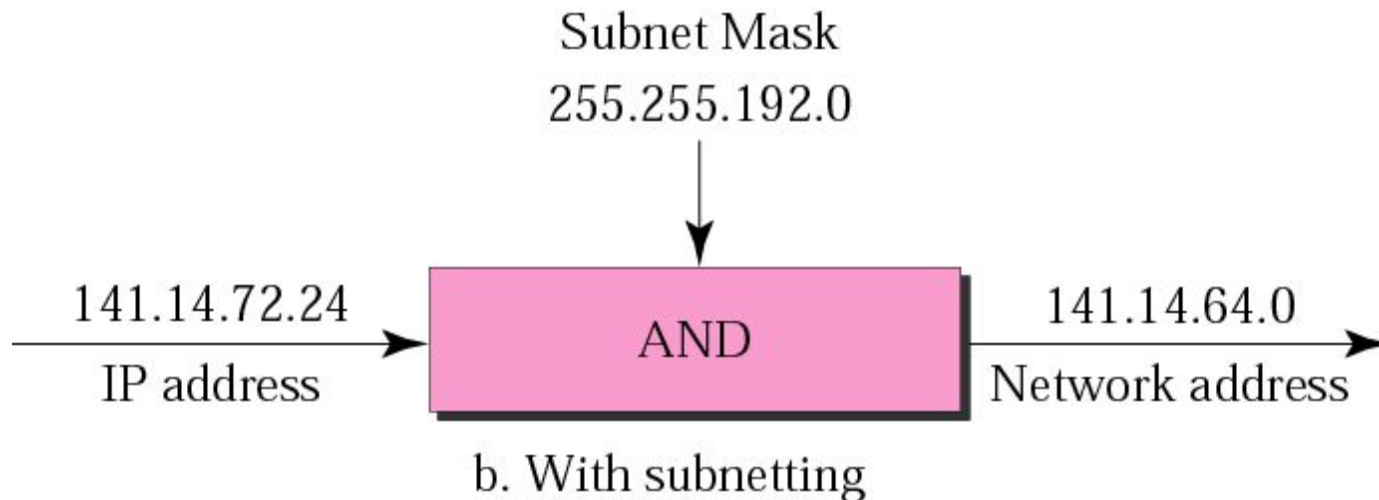 Subnet Mask
255.255.192.0
141.14.72.24
IP address
AND
141.14.64.0
Network address
b. With subnetting